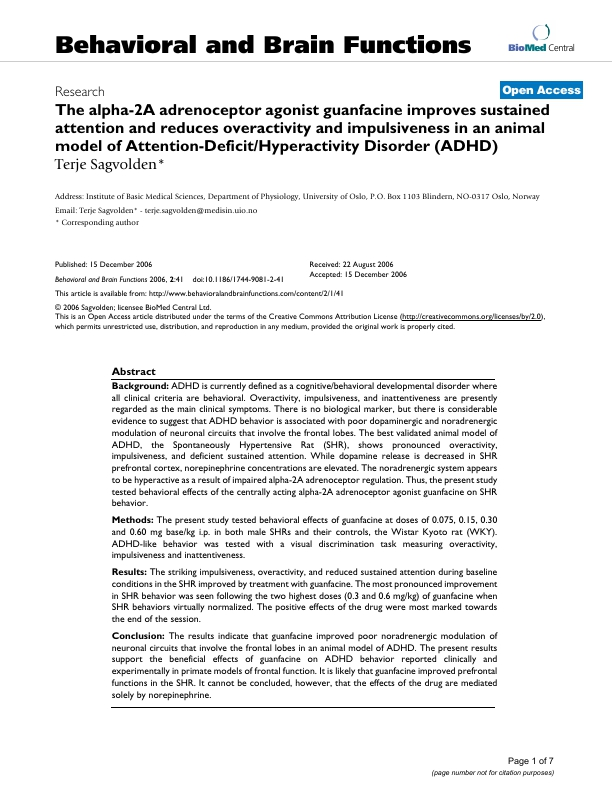 Behavioral and Brain Functions
BioMed Central
Research
Open Access
The alpha-2A adrenoceptor agonist guanfacine improves sustained
attention and reduces overactivity and impulsiveness in an animal
model of Attention-Deficit/Hyperactivity Disorder (ADHD)
Terje Sagvolden*
Address: Institute of Basic Medical Sciences, Department of Physiology, University of Oslo, P.O. Box 1103 Blindern, NO-0317 Oslo, Norway
Email: Terje Sagvolden* - terje.sagvolden@medisin.uio.no
* Corresponding author
Published: 15 December 2006
Received: 22 August 2006
Accepted: 15 December 2006
Behavioral and Brain Functions 2006, 2:41 doi:10.1186/1744-9081-2-41
This article is available from: http://www.behavioralandbrainfunctions.com/content/2/1/41
© 2006 Sagvolden; licensee BioMed Central Ltd.
This is an Open Access article distributed under the terms of the Creative Commons Attribution License (http://creativecommons.org/licenses/by/2.0),
which permits unrestricted use, distribution, and reproduction in any medium, provided the original work is properly cited.
Abstract
Background: ADHD is currently defined as a cognitive/behavioral developmental disorder where
all clinical criteria are behavioral. Overactivity, impulsiveness, and inattentiveness are presently
regarded as the main clinical symptoms. There is no biological marker, but there is considerable
evidence to suggest that ADHD behavior is associated with poor dopaminergic and noradrenergic
modulation of neuronal circuits that involve the frontal lobes. The best validated animal model of
ADHD, the Spontaneously Hypertensive Rat (SHR), shows pronounced overactivity,
impulsiveness, and deficient sustained attention. While dopamine release is decreased in SHR
prefrontal cortex, norepinephrine concentrations are elevated. The noradrenergic system appears
to be hyperactive as a result of impaired alpha-2A adrenoceptor regulation. Thus, the present study
tested behavioral effects of the centrally acting alpha-2A adrenoceptor agonist guanfacine on SHR
behavior.
Methods: The present study tested behavioral effects of guanfacine at doses of 0.075, 0.15, 0.30
and 0.60 mg base/kg i.p. in both male SHRs and their controls, the Wistar Kyoto rat (WKY).
ADHD-like behavior was tested with a visual discrimination task measuring overactivity,
impulsiveness and inattentiveness.
Results: The striking impulsiveness, overactivity, and reduced sustained attention during baseline
conditions in the SHR improved by treatment with guanfacine. The most pronounced improvement
in SHR behavior was seen following the two highest doses (0.3 and 0.6 mg/kg) of guanfacine when
SHR behaviors virtually normalized. The positive effects of the drug were most marked towards
the end of the session.
Conclusion: The results indicate that guanfacine improved poor noradrenergic modulation of
neuronal circuits that involve the frontal lobes in an animal model of ADHD. The present results
support the beneficial effects of guanfacine on ADHD behavior reported clinically and
experimentally in primate models of frontal function. It is likely that guanfacine improved prefrontal
functions in the SHR. It cannot be concluded, however, that the effects of the drug are mediated
solely by norepinephrine.
Page 1 of 7
(page number not for citation purposes)